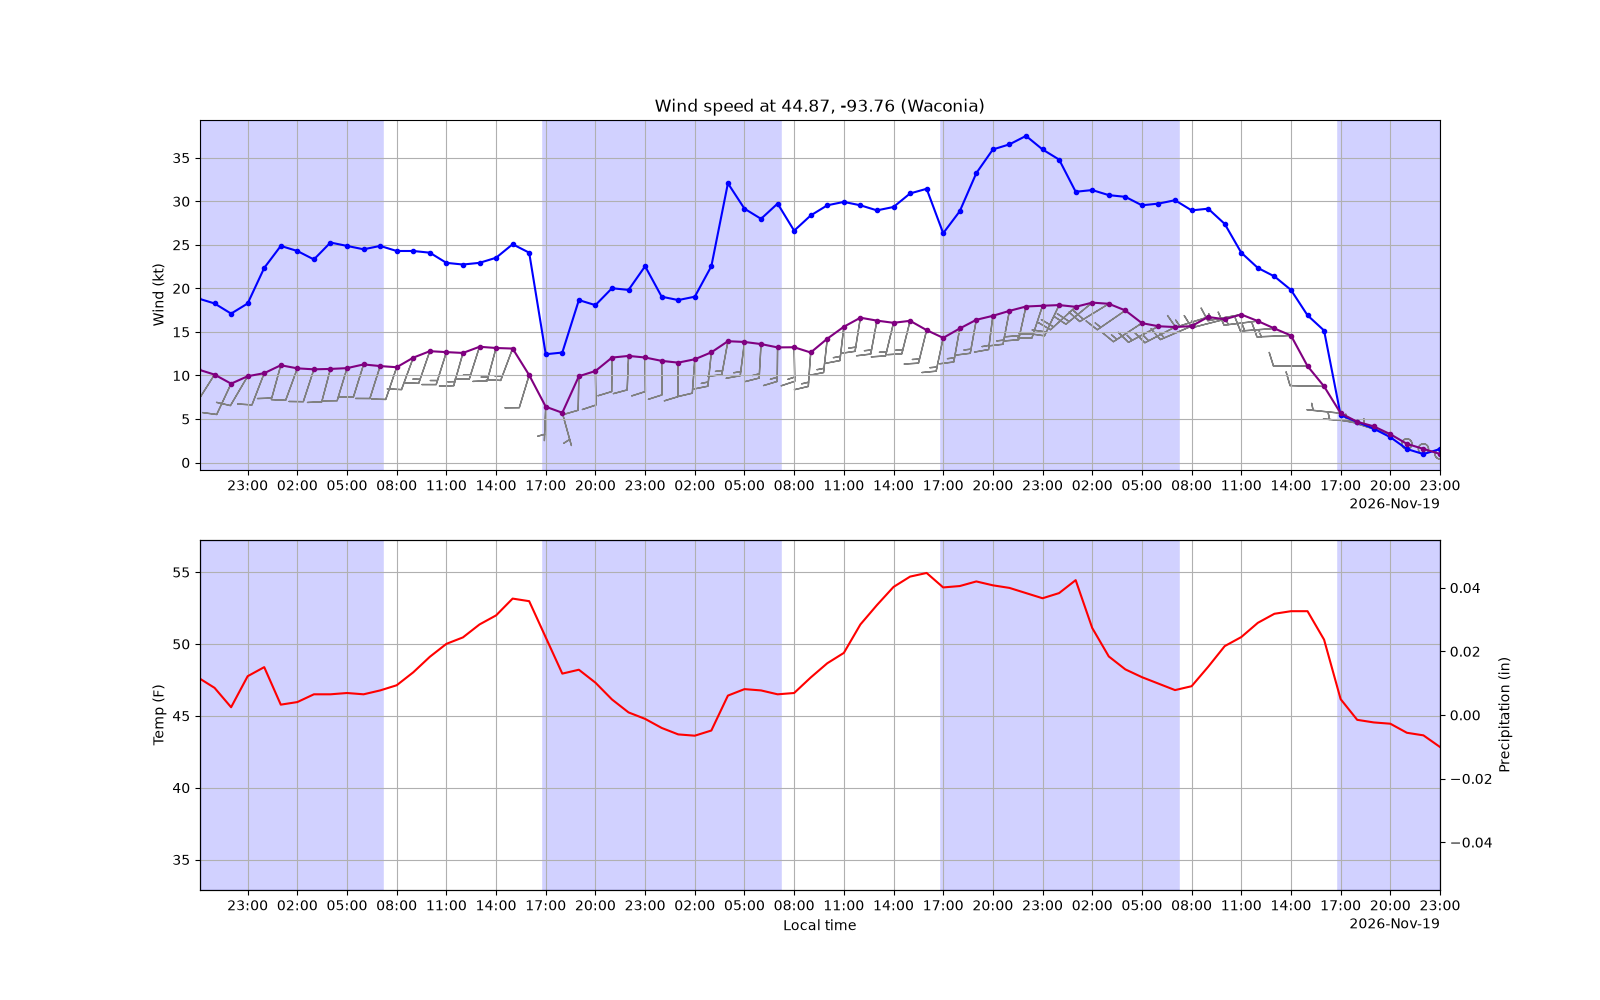 Wind speed at 44.87, -93.76 (Waconia)
35
30
25
20
15
10
5
0
Wind (kt)
23:00 02:00 05:00 08:00 11:00 14:00 17:00 20:00 23:00 02:00 05:00 08:00 11:00 14:00 17:00 20:00 23:00 02:00 05:00 08:00 11:00 14:00 17:00 20:00 23:00
2026-Nov-19
55
50
45
40
35
Temp (F)
0.04
0.02
0.00
−0.02
−0.04
Precipitation (in)
23:00 02:00 05:00 08:00 11:00 14:00 17:00 20:00 23:00 02:00 05:00 08:00 11:00 14:00 17:00 20:00 23:00 02:00 05:00 08:00 11:00 14:00 17:00 20:00 23:00
Local time
2026-Nov-19